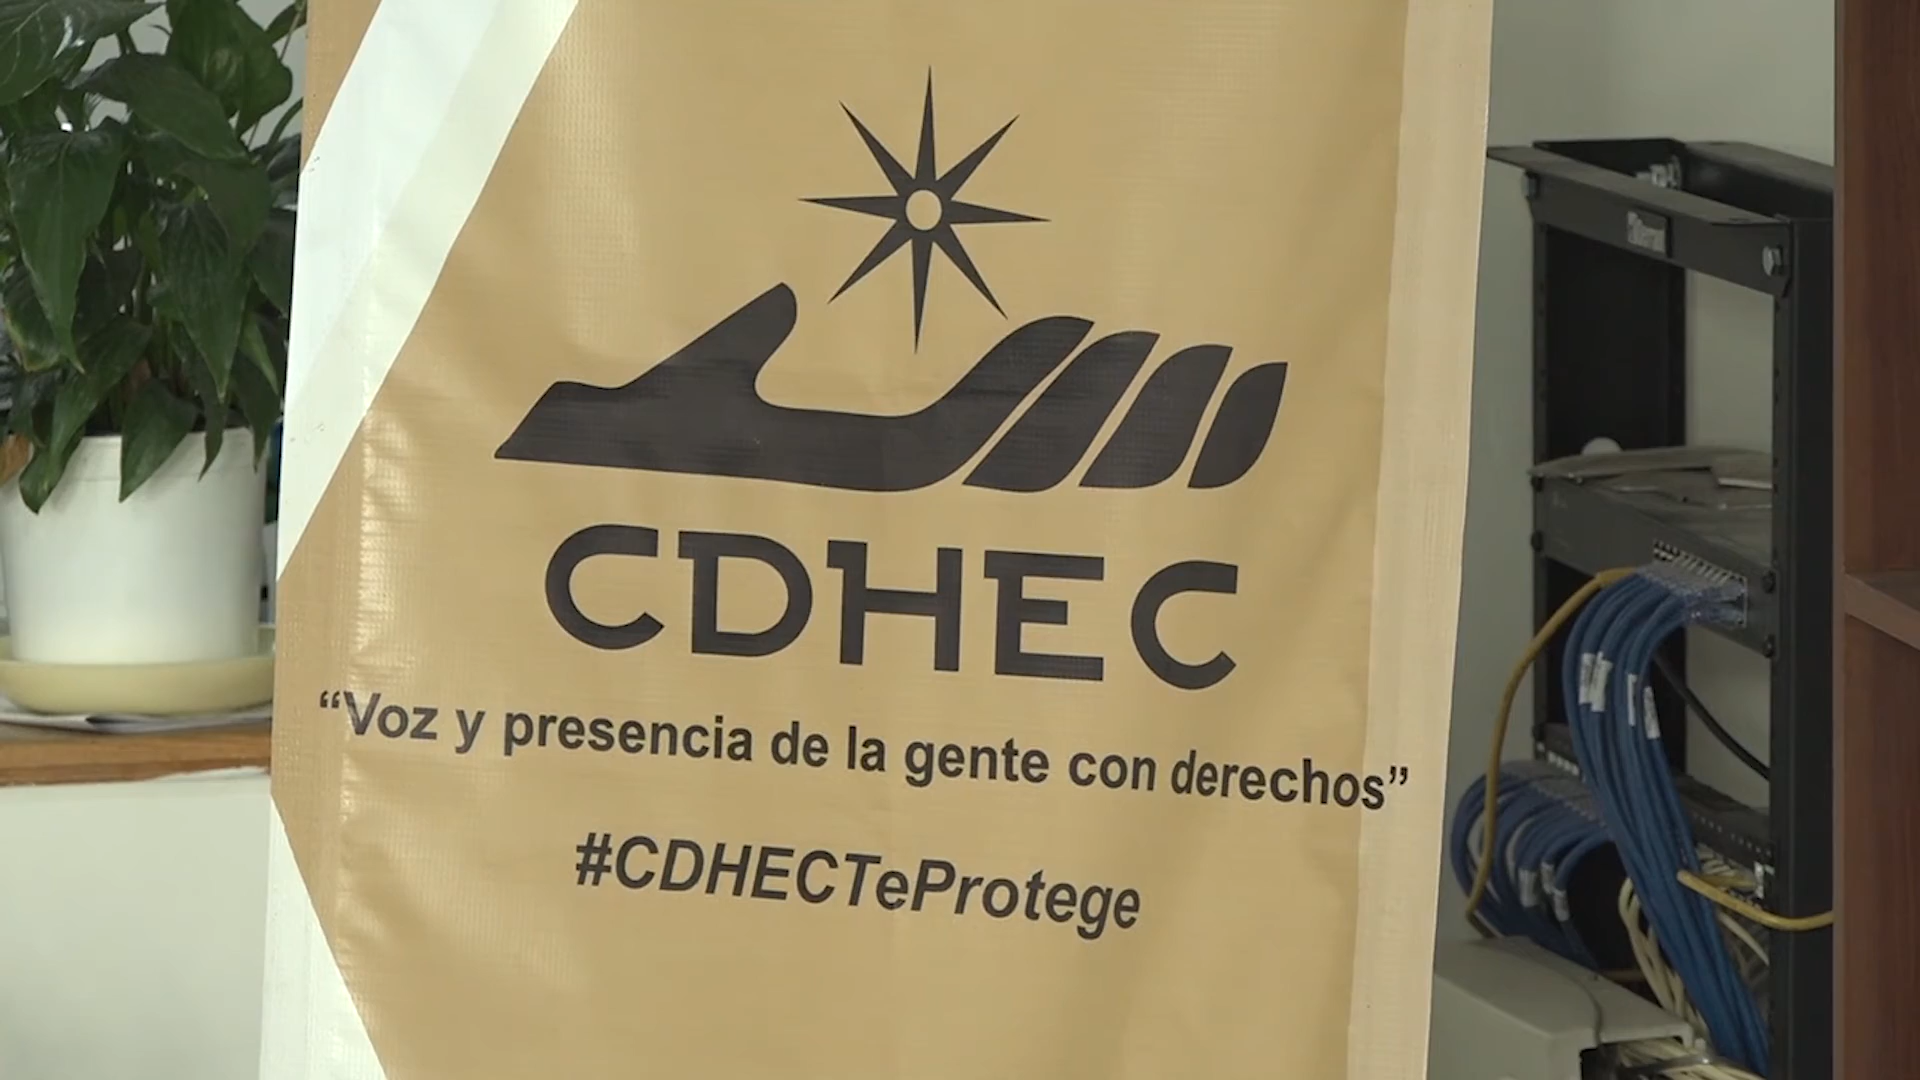 CDHEC
“Voz y presencia de la gente con derechos”
#CDHECTeProtege